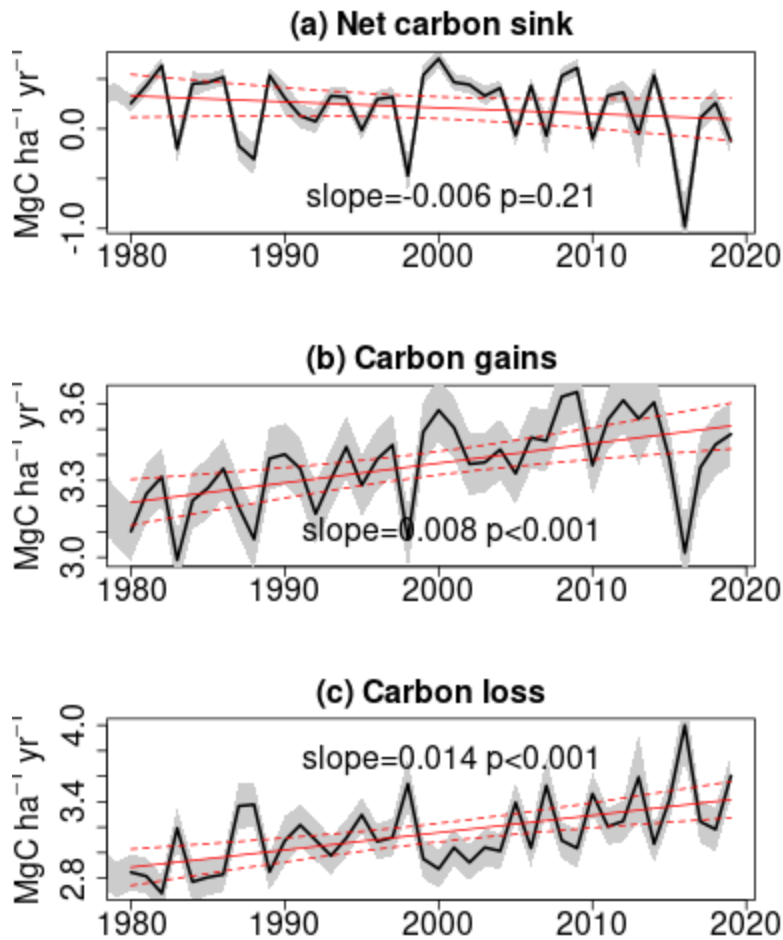 (a) Net carbon sink
MgC ha⁻¹ yr⁻¹
0.0
-1.0
slope=-0.006 p=0.21
1980 1990 2000 2010 2020
(b) Carbon gains
MgC ha⁻¹ yr⁻¹
3.6
3.3
3.0
slope=0.008 p<0.001
1980 1990 2000 2010 2020
(c) Carbon loss
MgC ha⁻¹ yr⁻¹
4.0
3.4
2.8
slope=0.014 p<0.001
1980 1990 2000 2010 2020